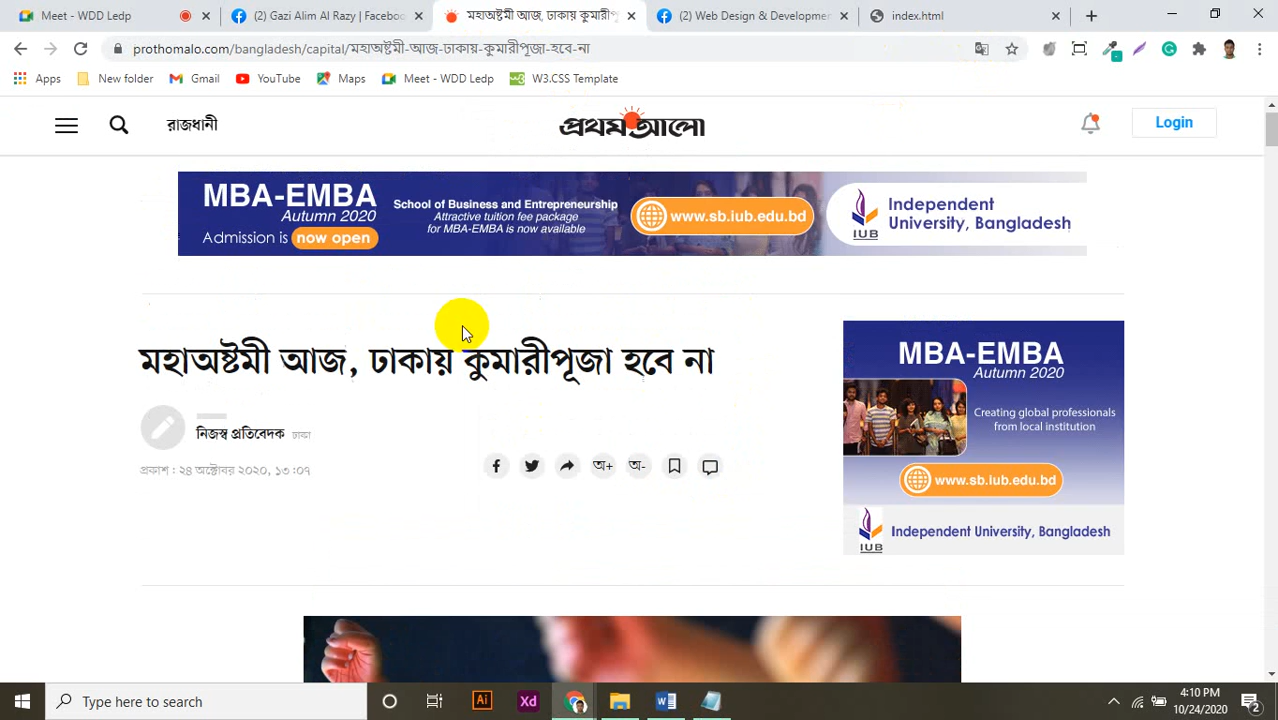 Meet - WDD Ledp
(2) Gazi Alim Al Razy | Faceboo
মহাঅষ্টমী আজ, ঢাকায় কুমারীপূ
(2) Web Design & Developmen
index.html
prothomalo.com/bangladesh/capital/মহাঅষ্টমী-আজ-ঢাকায়-কুমারীপূজা-হবে-না
Apps
New folder
Gmail
YouTube
Maps
Meet - WDD Ledp
W3.CSS Template
রাজধানী
প্রথম আলো
Login
MBA-EMBA
Autumn 2020
Admission is now open
School of Business and Entrepreneurship
Attractive tuition fee package
for MBA-EMBA is now available
www.sb.iub.edu.bd
IUB
Independent
University, Bangladesh
মহাঅষ্টমী আজ, ঢাকায় কুমারীপূজা হবে না
নিজস্ব প্রতিবেদক ঢাকা
প্রকাশ : ২৪ অক্টোবর ২০২০, ১৩ : ০৭
অ+
অ-
MBA-EMBA
Autumn 2020
Creating global professionals
from local institution
www.sb.iub.edu.bd
IUB
Independent University, Bangladesh
Type here to search
Ai
Xd
4:10 PM
10/24/2020
2